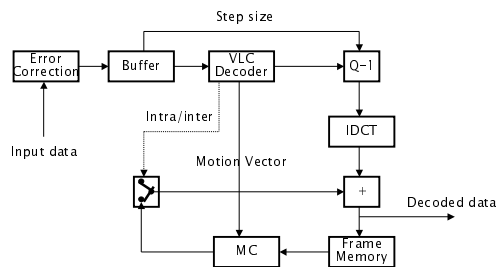 Step size
Error
Correction
Buffer
VLC
Decoder
Q-1
Intra/inter
IDCT
Input data
Motion Vector
+
Decoded data
MC
Frame
Memory